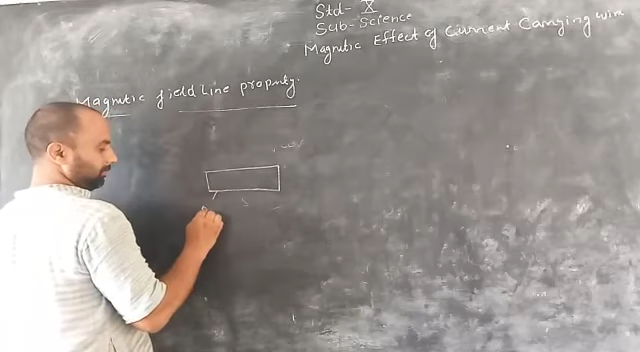 Std- X
Sub-Science
Magnetic Effect of Current Carrying wire
Magnetic field Line property.